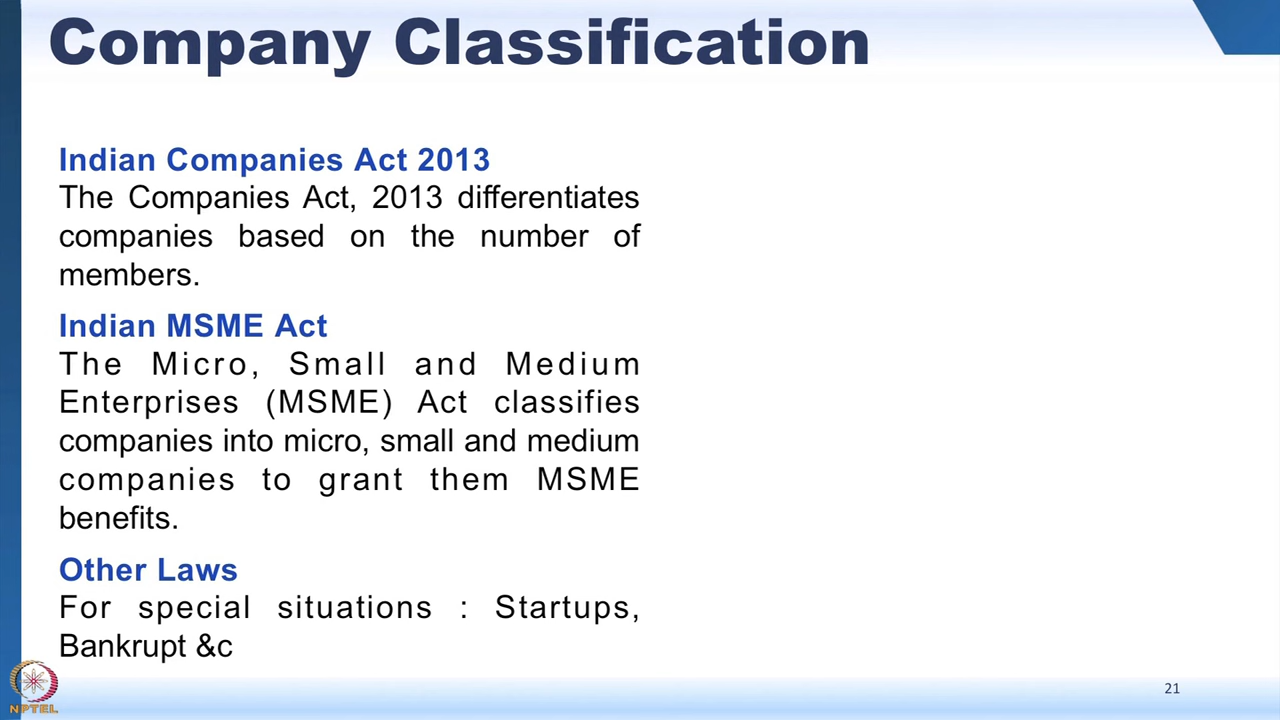 Company Classification
Indian Companies Act 2013
The Companies Act, 2013 differentiates
companies based on the number of
members.
Indian MSME Act
The Micro, Small and Medium
Enterprises (MSME) Act classifies
companies into micro, small and medium
companies to grant them MSME
benefits.
Other Laws
For special situations : Startups,
Bankrupt &c
NPTEL
21